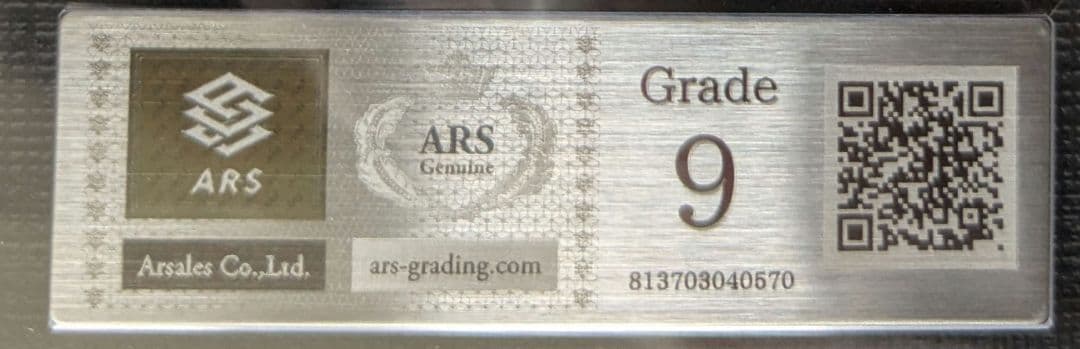 ARS
Arsales Co.,Ltd.
ARS
Genuine
ars-grading.com
Grade
9
813703040570